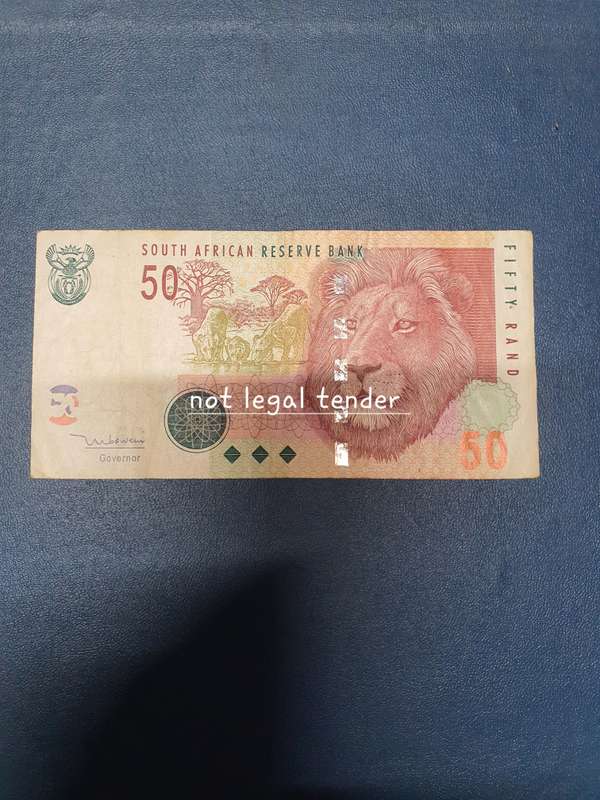 SOUTH AFRICAN RESERVE BANK
50
FIFTY RAND
not legal tender
Governor
50